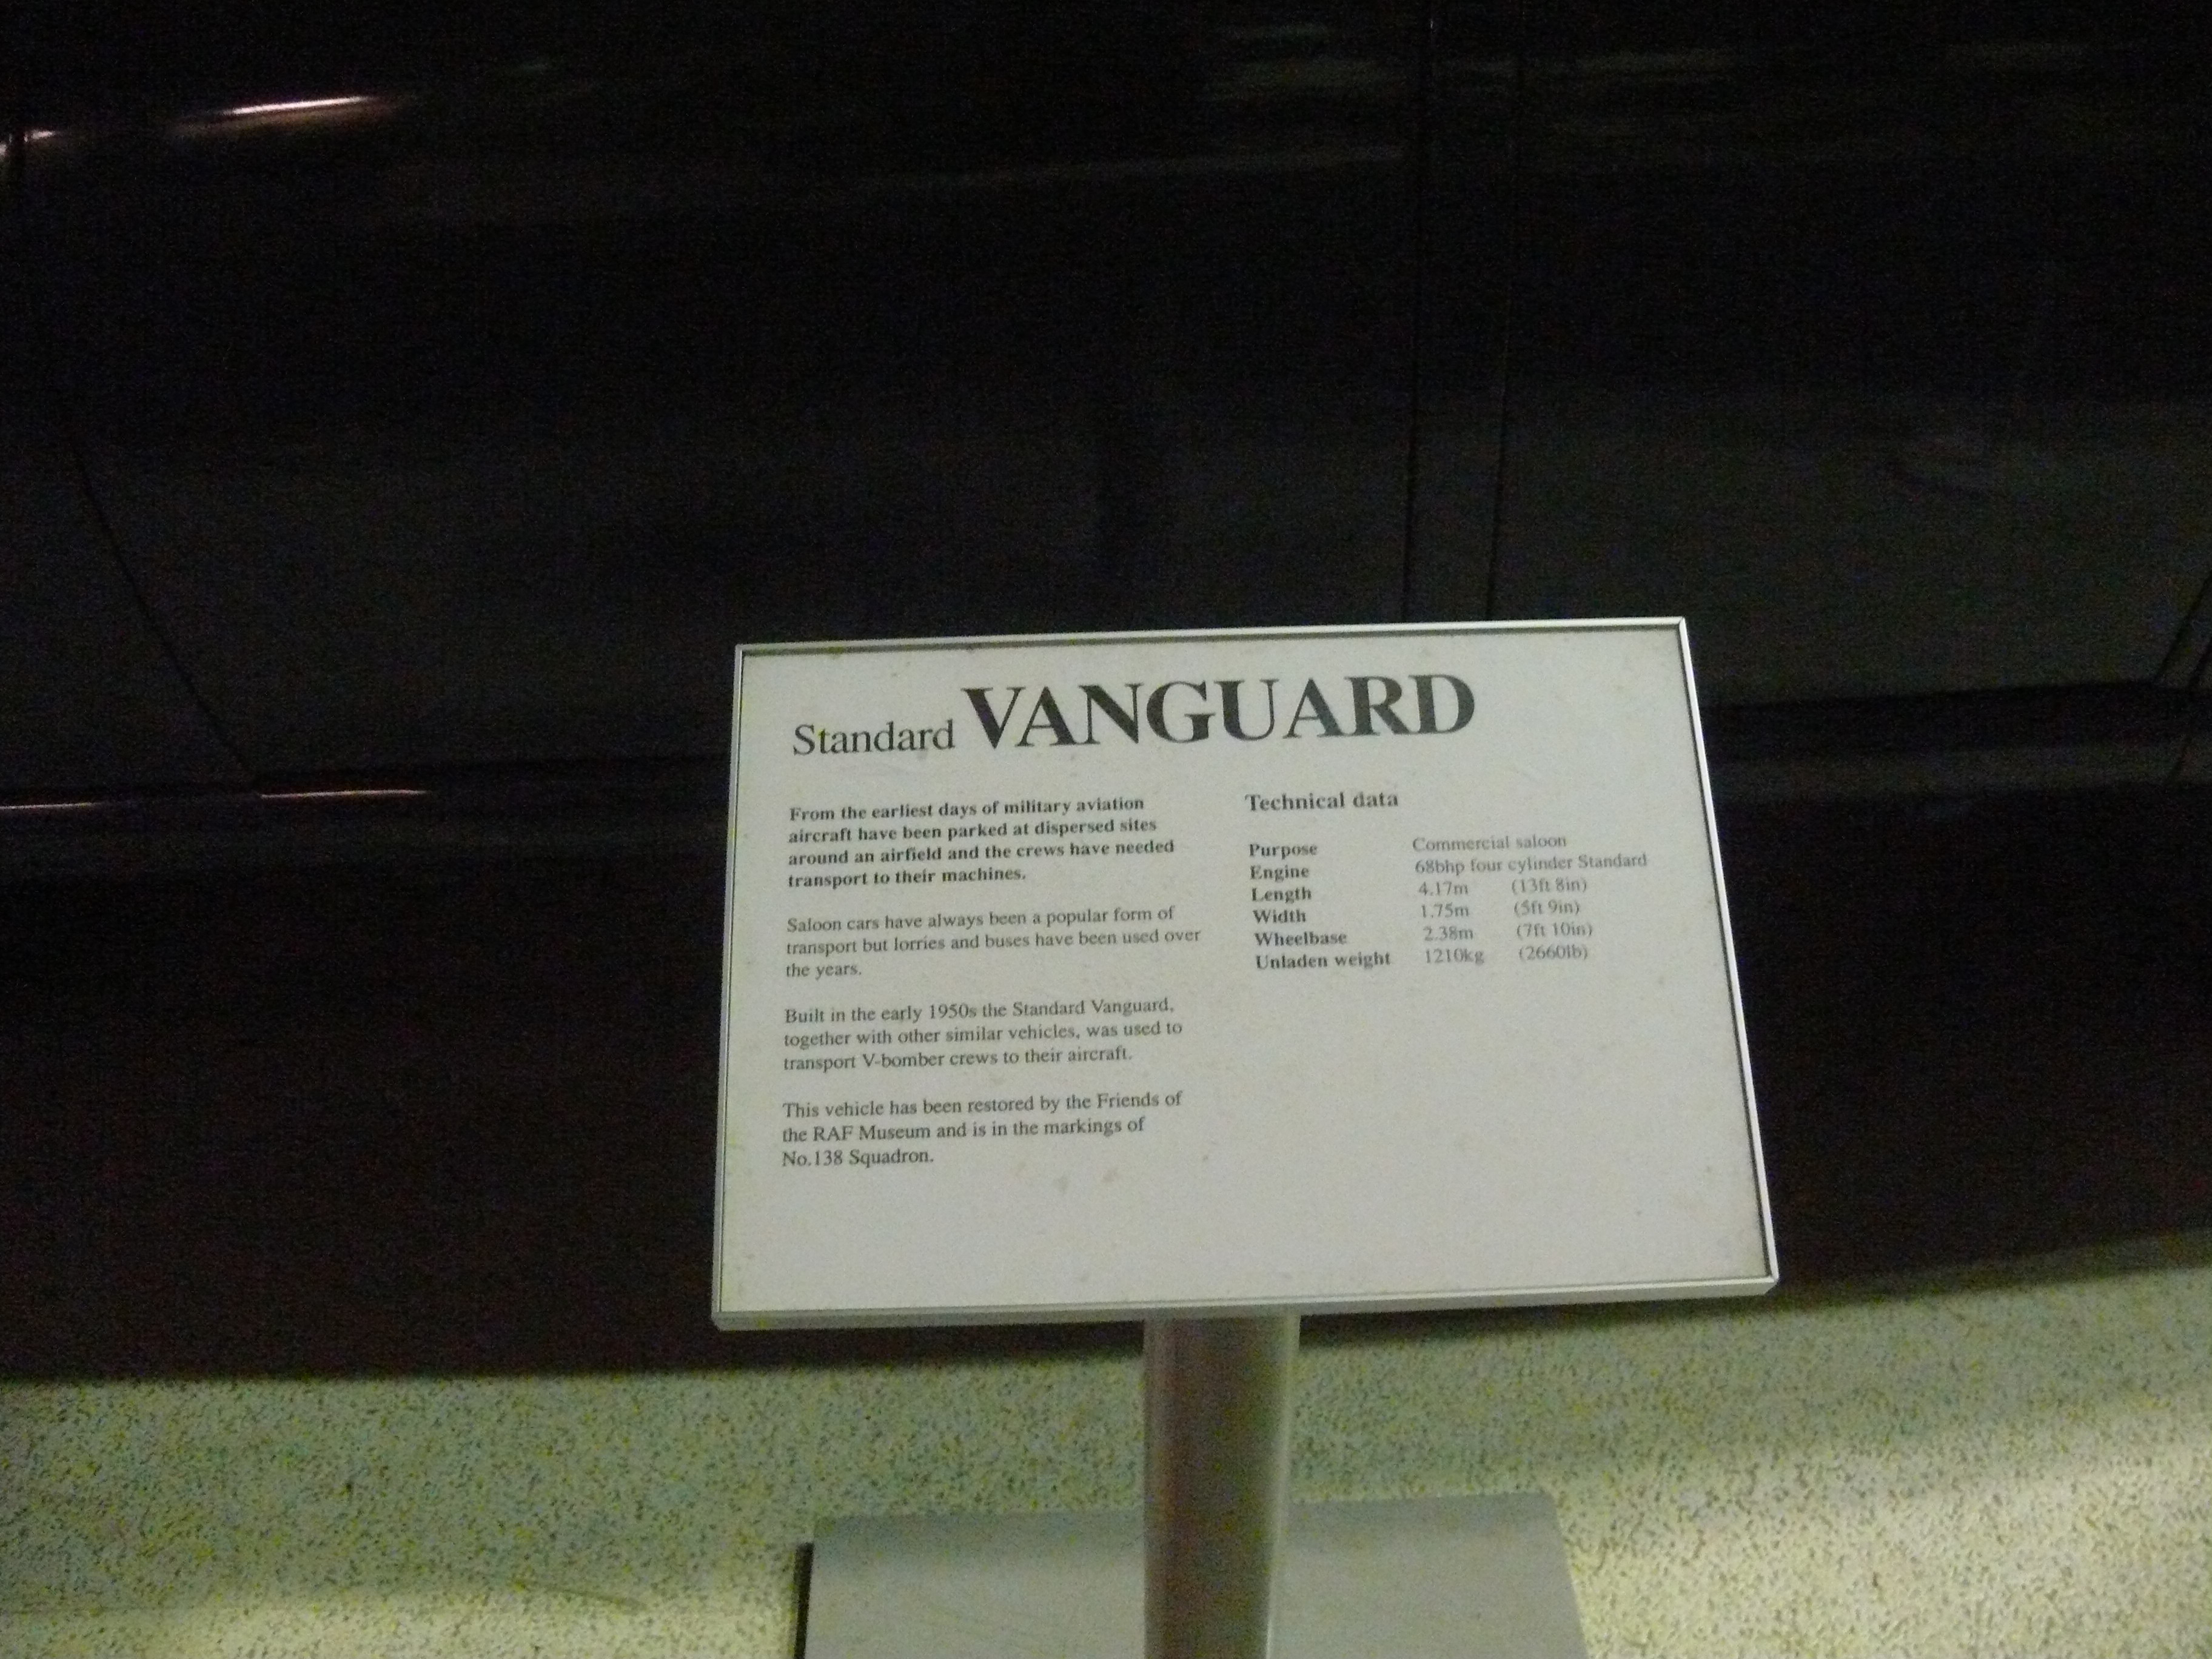 Standard VANGUARD
From the earliest days of military aviation
aircraft have been parked at dispersed sites
around an airfield and the crews have needed
transport to their machines.
Saloon cars have always been a popular form of
transport but lorries and buses have been used over
the years.
Built in the early 1950s the Standard Vanguard,
together with other similar vehicles, was used to
transport V-bomber crews to their aircraft.
This vehicle has been restored by the Friends of
the RAF Museum and is in the markings of
No.138 Squadron.
Technical data
Purpose Commercial saloon
Engine 68bhp four cylinder Standard
Length 4.17m (13ft 8in)
Width 1.75m (5ft 9in)
Wheelbase 2.38m (7ft 10in)
Unladen weight 1210kg (2660lb)